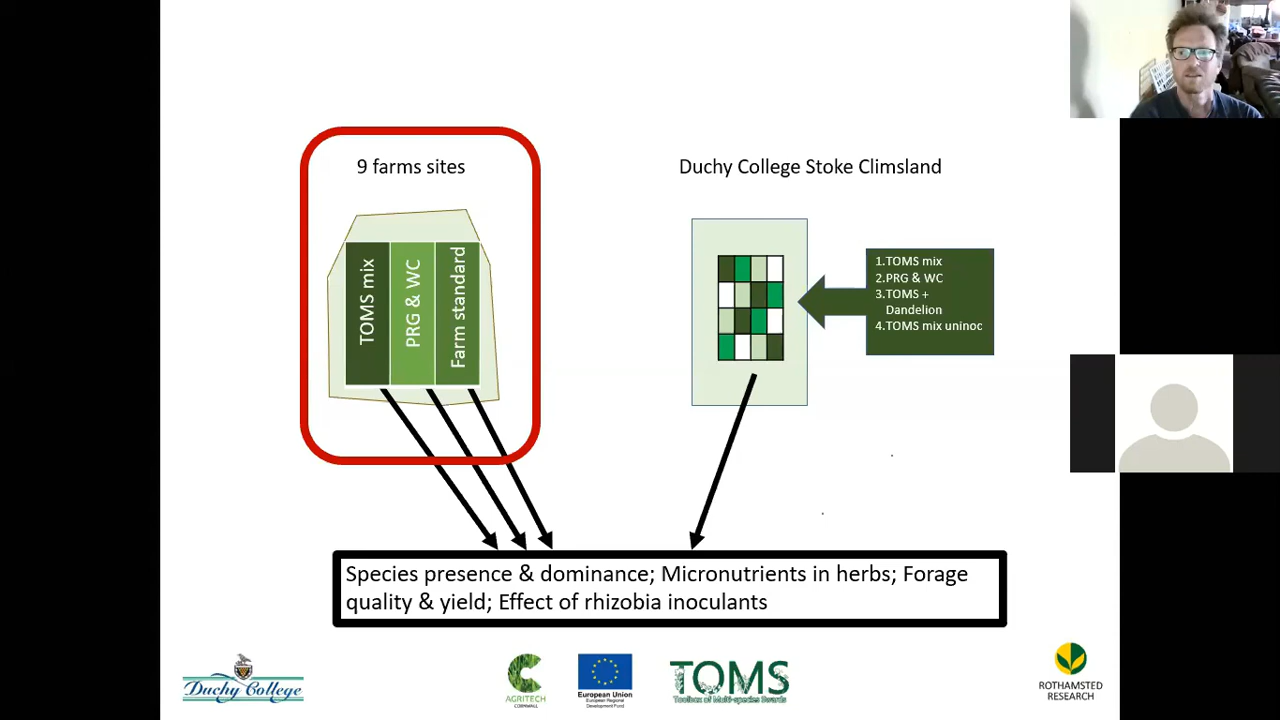 9 farms sites
TOMS mix
PRG & WC
Farm standard
Duchy College Stoke Climsland
1.TOMS mix
2.PRG & WC
3.TOMS +
Dandelion
4.TOMS mix uninoc
Species presence & dominance; Micronutrients in herbs; Forage
quality & yield; Effect of rhizobia inoculants
Duchy College
AGRITECH
CORNWALL
European Union
European Regional
Development Fund
TOMS
Toolbox of Multi-species Swards
ROTHAMSTED
RESEARCH